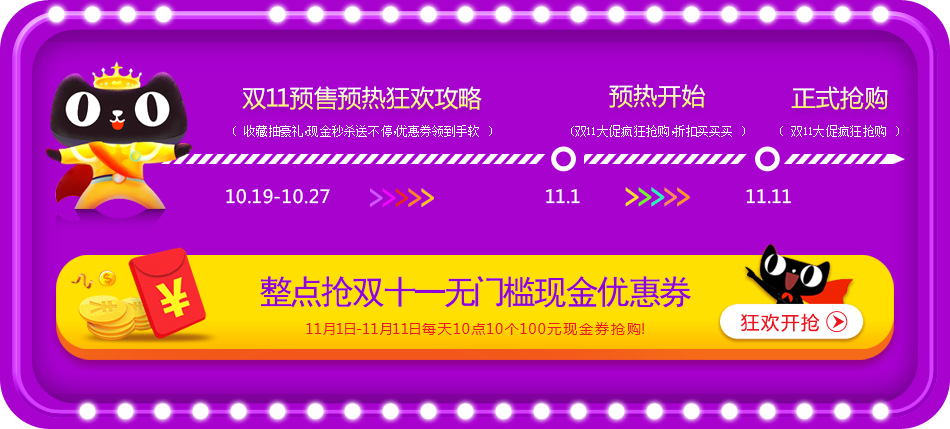 双11预售预热狂欢攻略
预热开始
正式抢购
( 收藏抽豪礼,现金秒杀送不停,优惠券领到手软 )
(双11大促疯狂抢购,折扣买买买 )
( 双11大促疯狂抢购 )
10.19-10.27
11.1
11.11
整点抢双十一无门槛现金优惠券
11月1日-11月11日每天10点10个100元现金券抢购!
狂欢开抢
¥